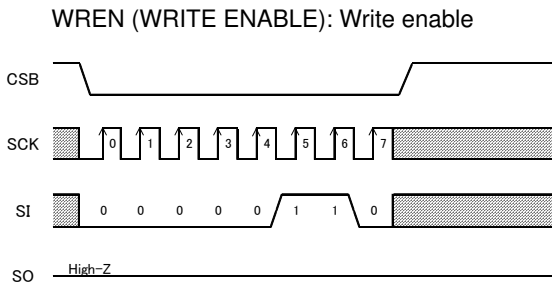 WREN (WRITE ENABLE): Write enable
CSB
SCK 0 1 2 3 4 5 6 7
SI 0 0 0 0 0 1 1 0
SO High-Z